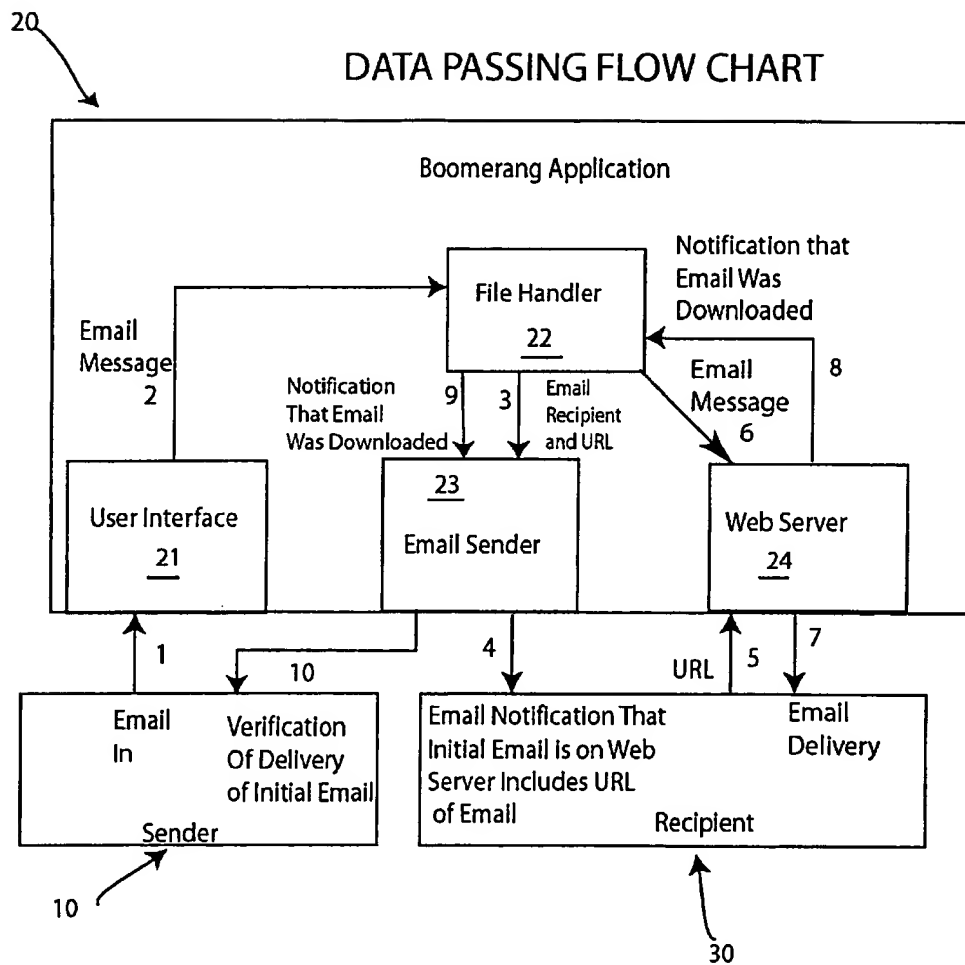 20
DATA PASSING FLOW CHART
Boomerang Application
Notification that
Email Was
Downloaded
File Handler
22
Email
Message
2
8
Notification
That Email
Was Downloaded
9
3
Email
Recipient
and URL
Email
Message
6
User Interface
21
23
Email Sender
Web Server
24
1
10
4
URL
5
7
Email
In
Verification
Of Delivery
of Initial Email
Sender
Email Notification That
Initial Email is on Web
Server Includes URL
of Email
Email
Delivery
Recipient
10
30